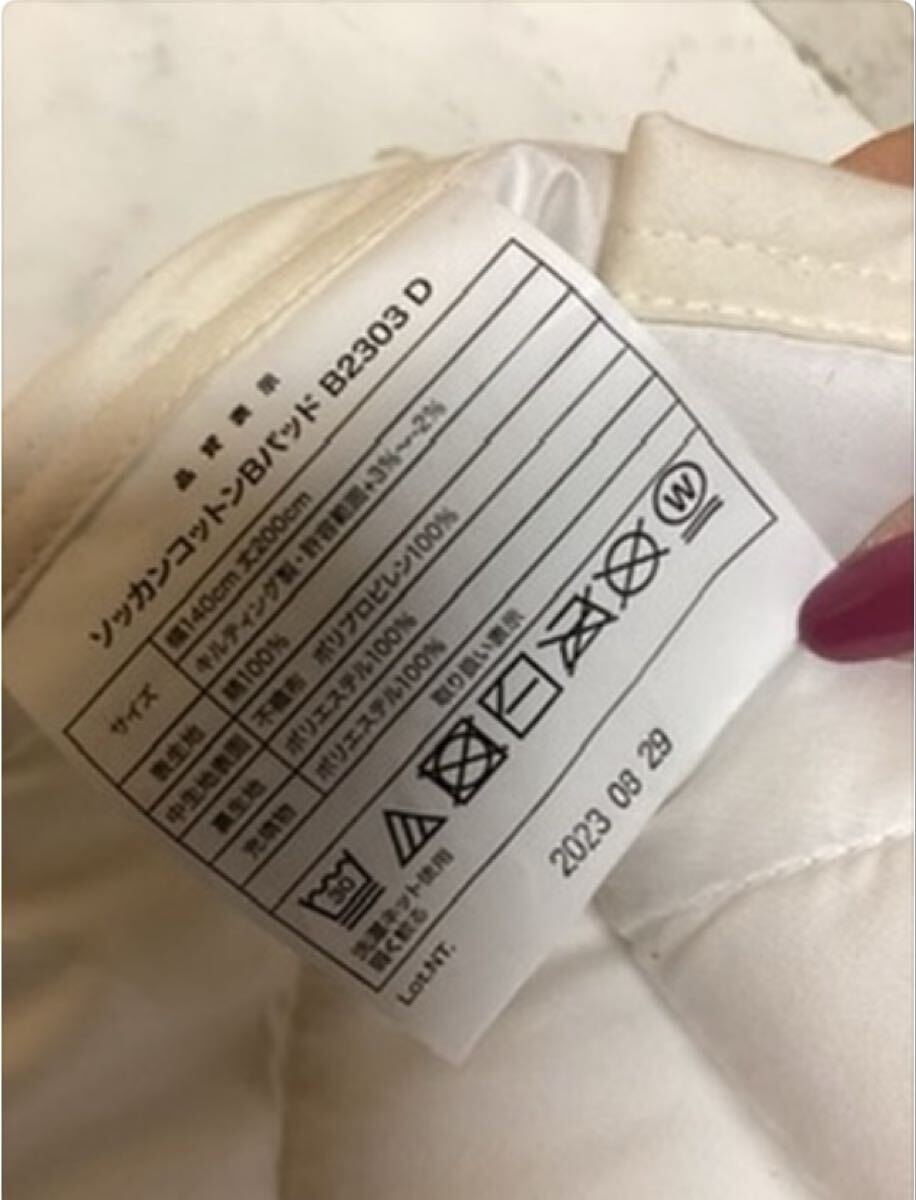 品質表示
ソッカンコットンBパッド B2303 D
サイズ 幅140cm 丈200cm
キルティング製・許容範囲+3%~-2%
表生地 綿100%
中生地表面 不織布 ポリプロピレン100%
裏生地 ポリエステル100%
充填物 ポリエステル100%
取り扱い表示
30
W
洗濯ネット使用
弱く絞る
Lot.NT.
2023 08 29